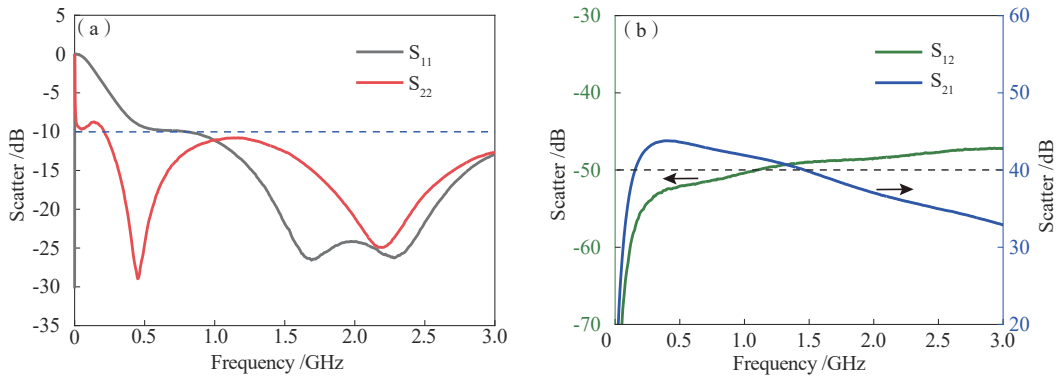 ( a )
5
0
-5
-10
-15
-20
-25
-30
-35
Scatter /dB
S11
S22
0
0.5
1.0
1.5
2.0
2.5
3.0
Frequency /GHz
( b )
-30
-40
-50
-60
-70
Scatter /dB
S12
S21
60
50
40
30
20
Scatter /dB
0.5
1.0
1.5
2.0
2.5
3.0
Frequency /GHz